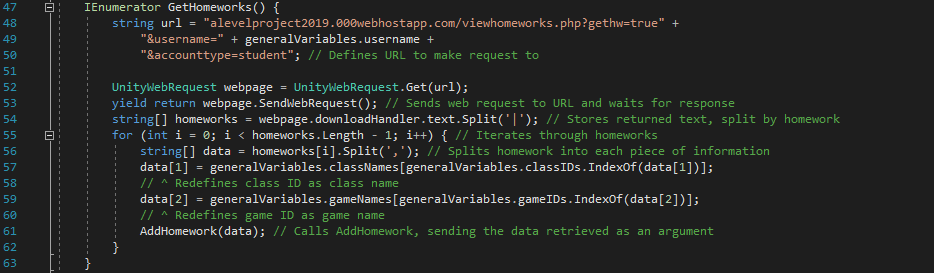 47 IEnumerator GetHomeworks() {
48 string url = "alevelproject2019.000webhostapp.com/viewhomeworks.php?gethw=true" +
49 "&username=" + generalVariables.username +
50 "&accounttype=student"; // Defines URL to make request to
51
52 UnityWebRequest webpage = UnityWebRequest.Get(url);
53 yield return webpage.SendWebRequest(); // Sends web request to URL and waits for response
54 string[] homeworks = webpage.downloadHandler.text.Split('|'); // Stores returned text, split by homework
55 for (int i = 0; i < homeworks.Length - 1; i++) { // Iterates through homeworks
56 string[] data = homeworks[i].Split(','); // Splits homework into each piece of information
57 data[1] = generalVariables.classNames[generalVariables.classIDs.IndexOf(data[1])];
58 // ^ Redefines class ID as class name
59 data[2] = generalVariables.gameNames[generalVariables.gameIDs.IndexOf(data[2])];
60 // ^ Redefines game ID as game name
61 AddHomework(data); // Calls AddHomework, sending the data retrieved as an argument
62 }
63 }